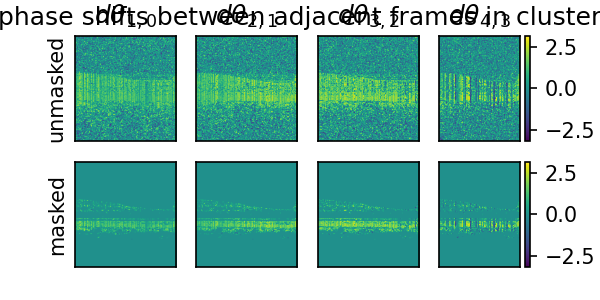 phase shifts between adjacent frames in cluster
dθ1,0 dθ2,1 dθ3,2 dθ4,3
unmasked
2.5
0.0
−2.5
masked
2.5
0.0
−2.5